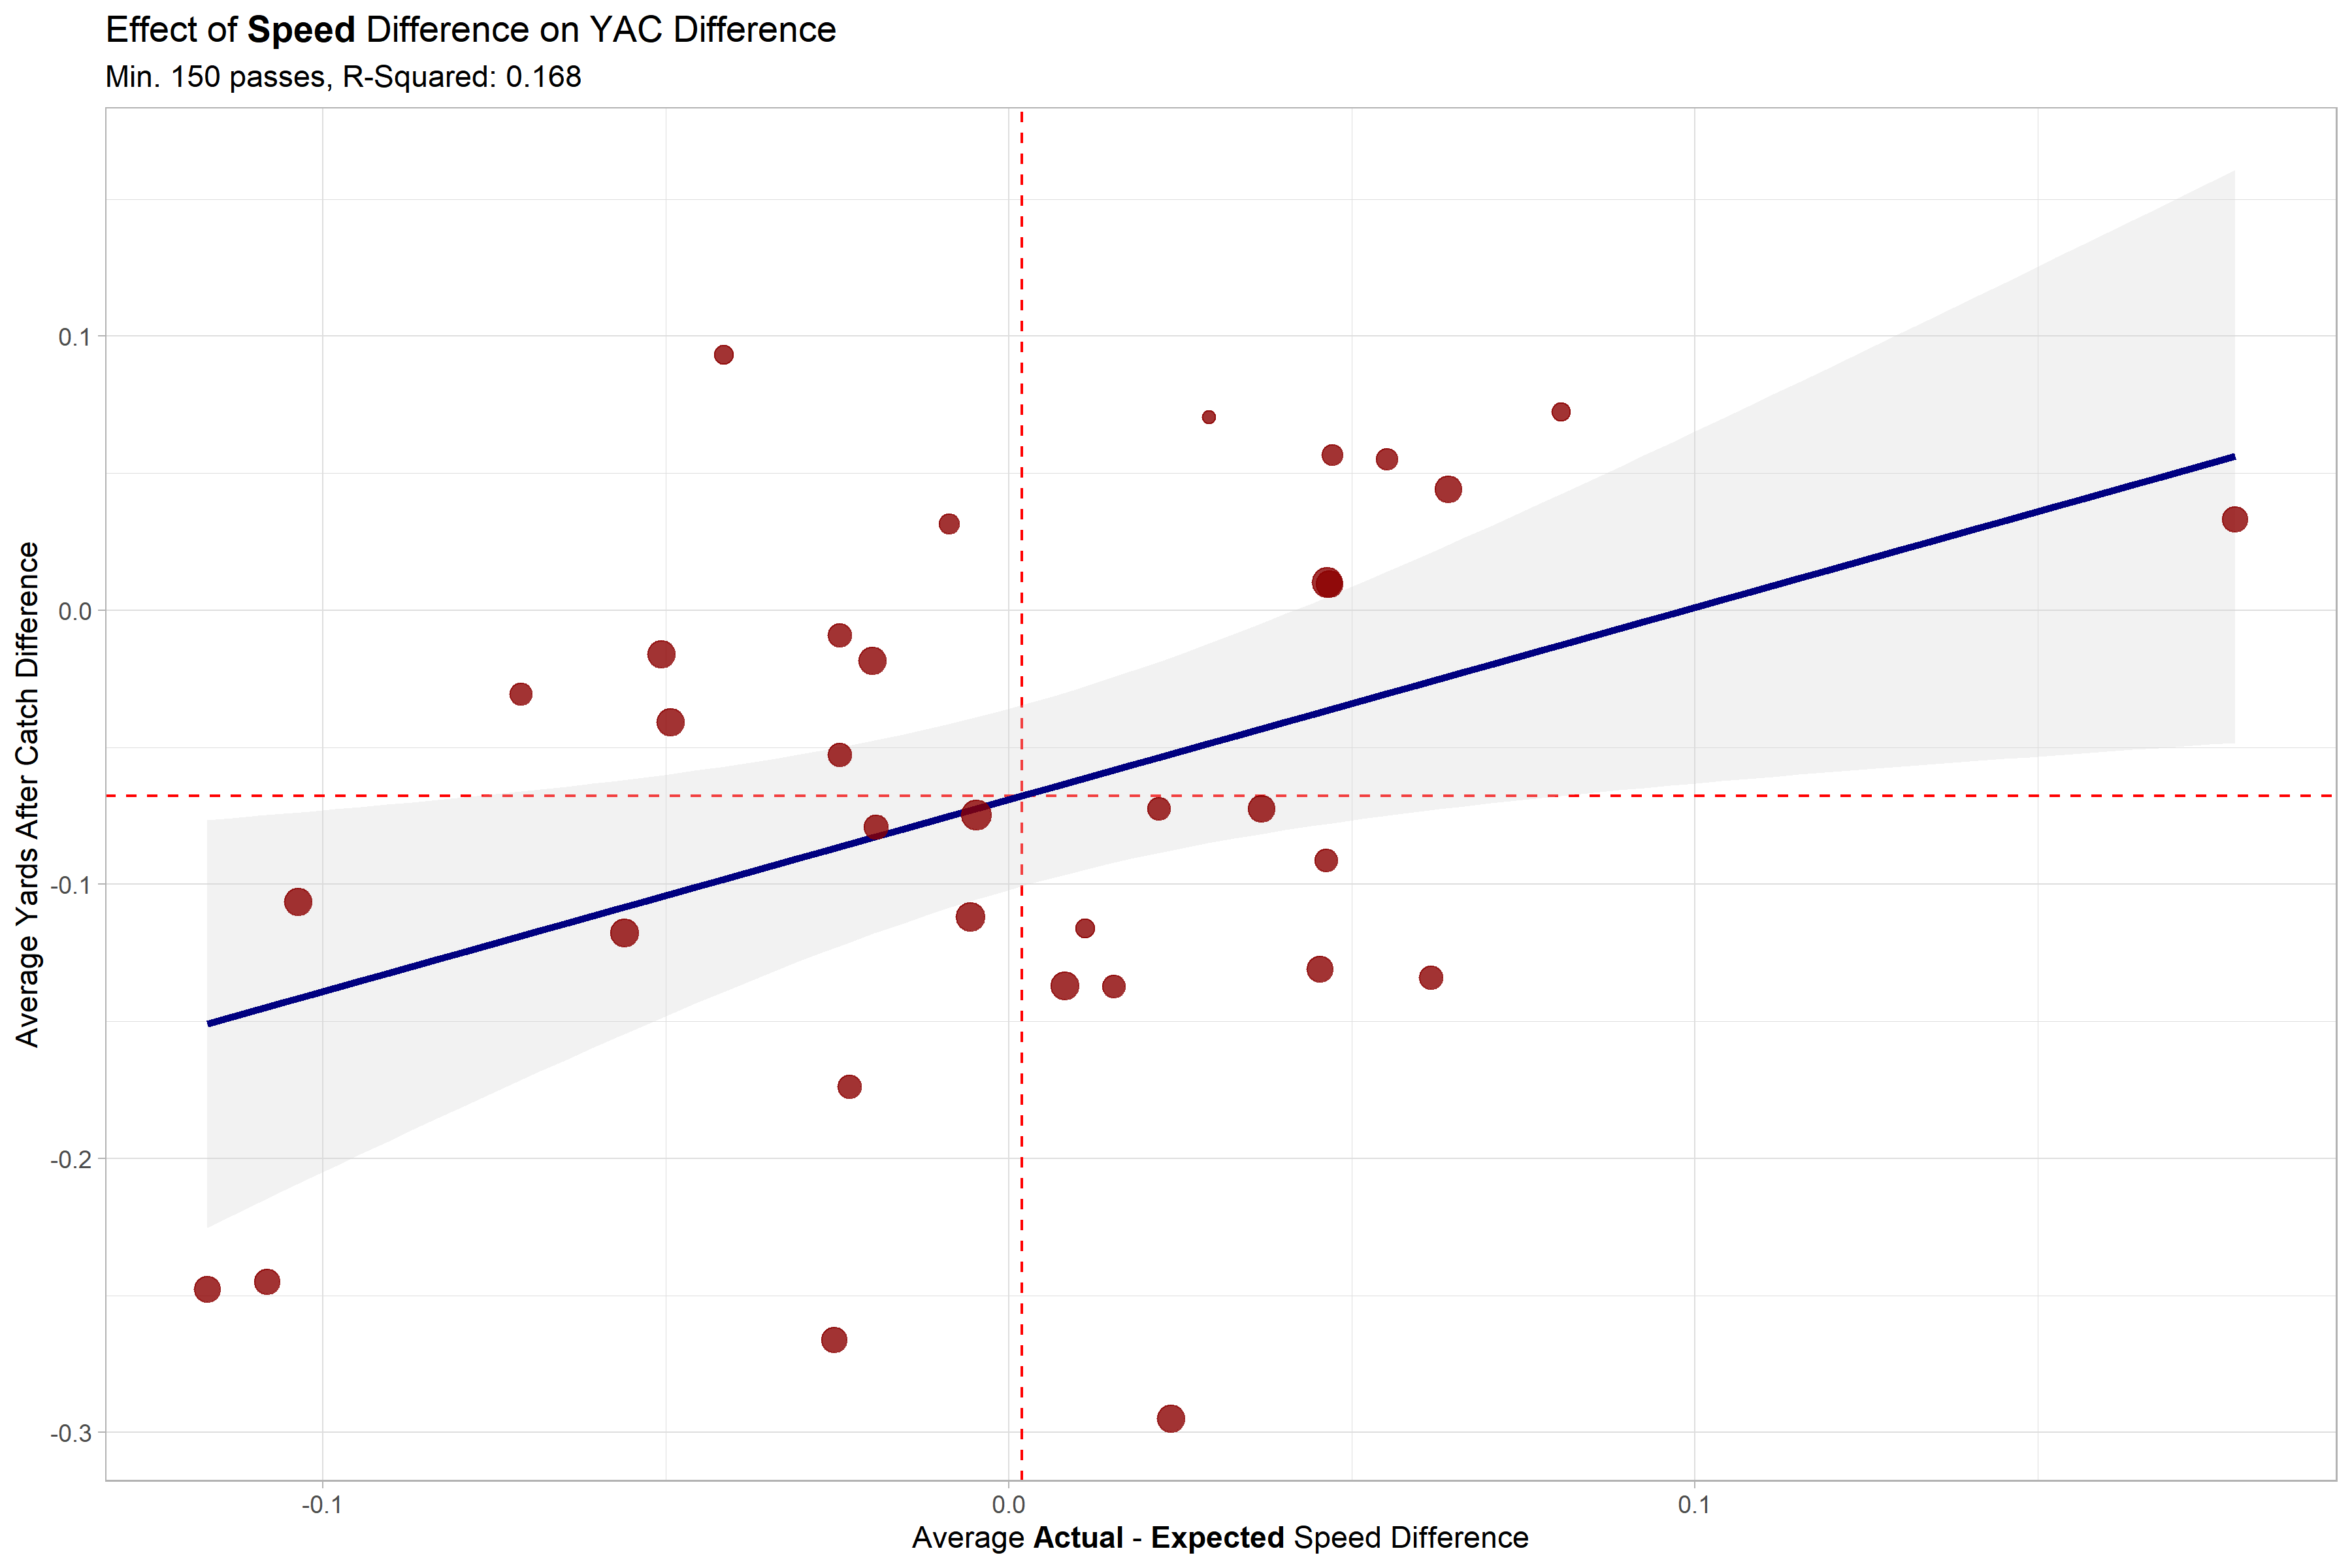 Effect of Speed Difference on YAC Difference
Min. 150 passes, R-Squared: 0.168
Average Yards After Catch Difference
0.1
0.0
-0.1
-0.2
-0.3
-0.1
0.0
0.1
Average Actual - Expected Speed Difference